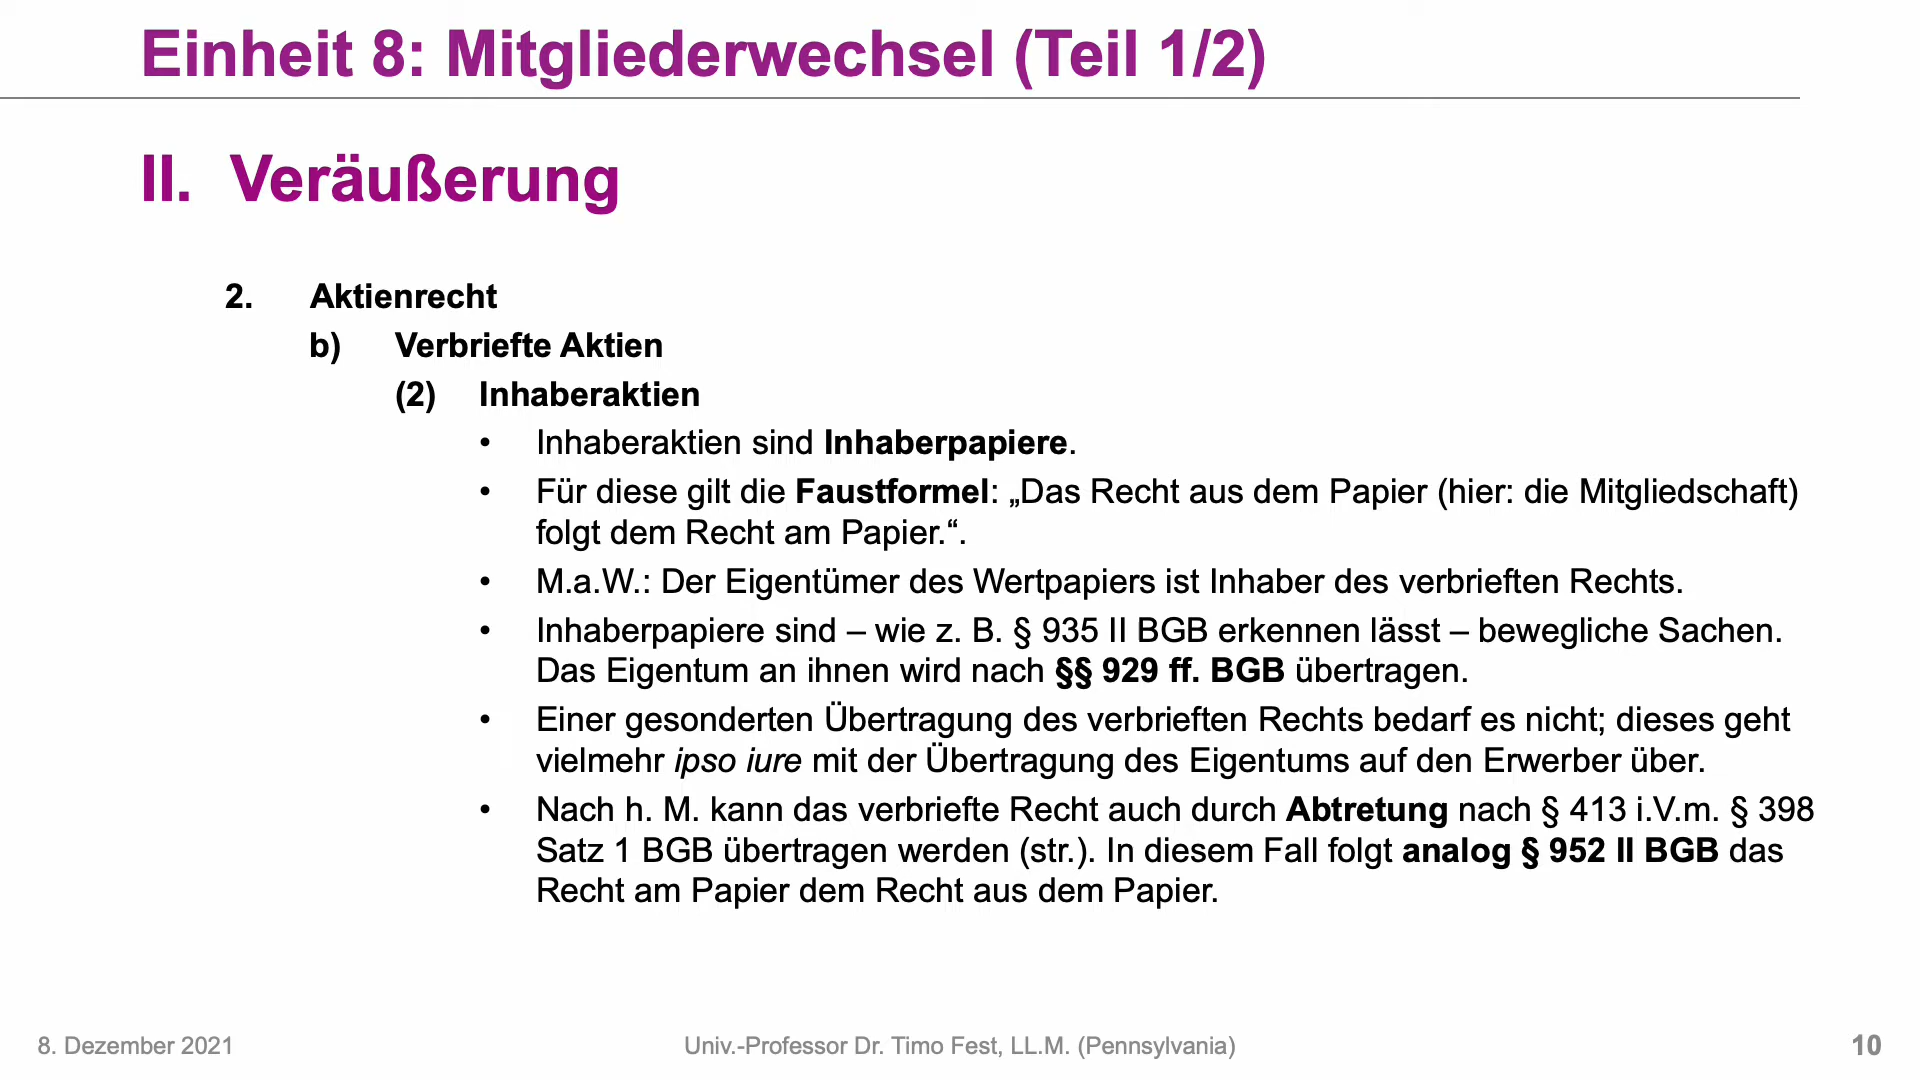 Einheit 8: Mitgliederwechsel (Teil 1/2)
II. Veräußerung
2. Aktienrecht
b) Verbriefte Aktien
(2) Inhaberaktien
• Inhaberaktien sind Inhaberpapiere.
• Für diese gilt die Faustformel: „Das Recht aus dem Papier (hier: die Mitgliedschaft)
folgt dem Recht am Papier.“.
• M.a.W.: Der Eigentümer des Wertpapiers ist Inhaber des verbrieften Rechts.
• Inhaberpapiere sind – wie z. B. § 935 II BGB erkennen lässt – bewegliche Sachen.
Das Eigentum an ihnen wird nach §§ 929 ff. BGB übertragen.
• Einer gesonderten Übertragung des verbrieften Rechts bedarf es nicht; dieses geht
vielmehr ipso iure mit der Übertragung des Eigentums auf den Erwerber über.
• Nach h. M. kann das verbriefte Recht auch durch Abtretung nach § 413 i.V.m. § 398
Satz 1 BGB übertragen werden (str.). In diesem Fall folgt analog § 952 II BGB das
Recht am Papier dem Recht aus dem Papier.
8. Dezember 2021
Univ.-Professor Dr. Timo Fest, LL.M. (Pennsylvania)
10